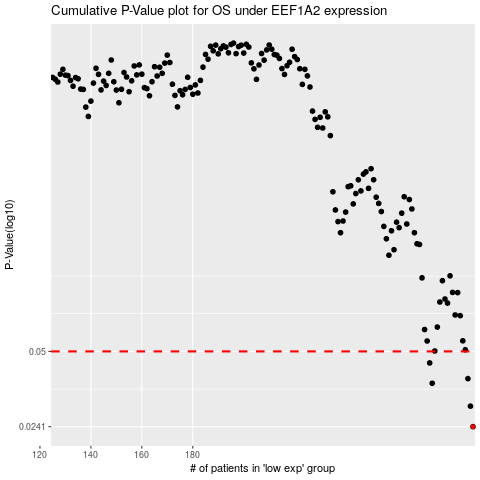 Cumulative P-Value plot for OS under EEF1A2 expression
P-Value(log10)
0.05
0.0241
120 140 160 180
# of patients in 'low exp' group